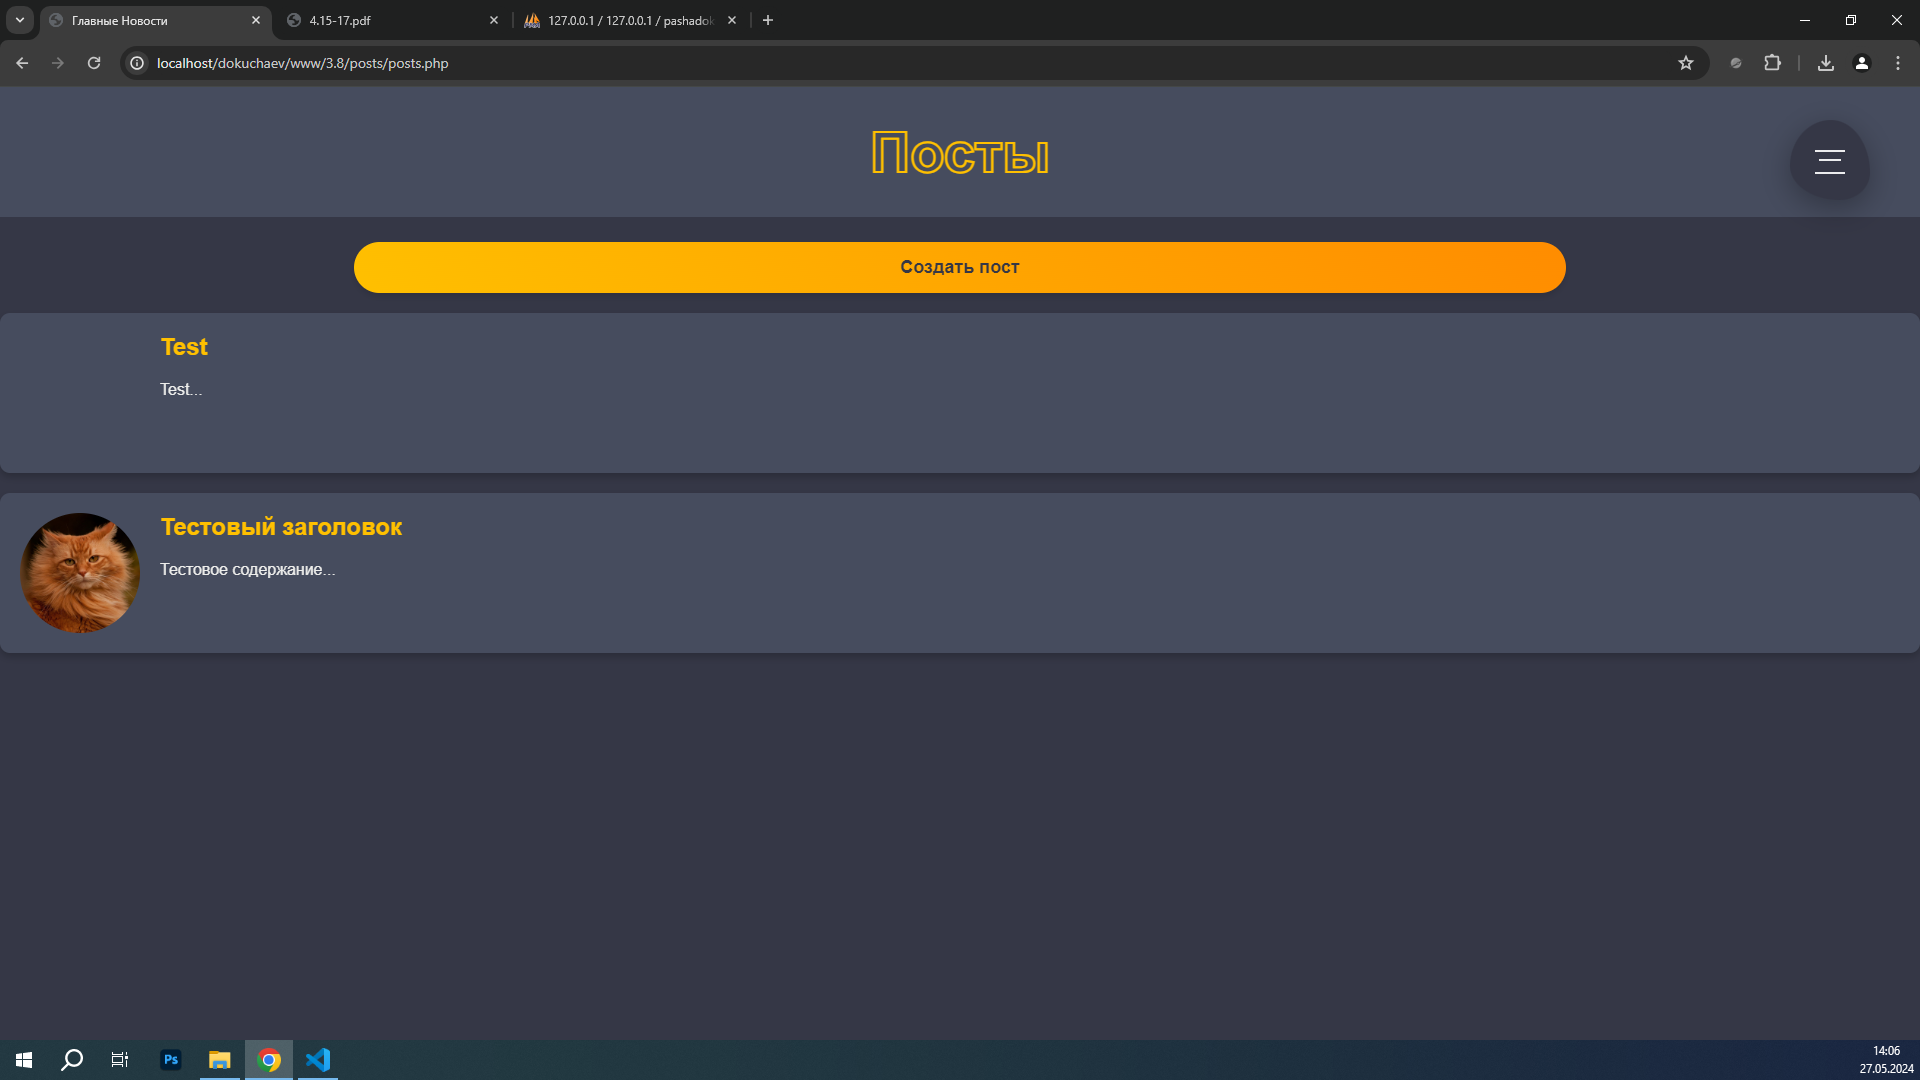 Главные Новости
4.15-17.pdf
127.0.0.1 / 127.0.0.1 / pashadok
localhost/dokuchaev/www/3.8/posts/posts.php
Посты
Создать пост
Test
Test...
Тестовый заголовок
Тестовое содержание...
Ps
14:06
27.05.2024